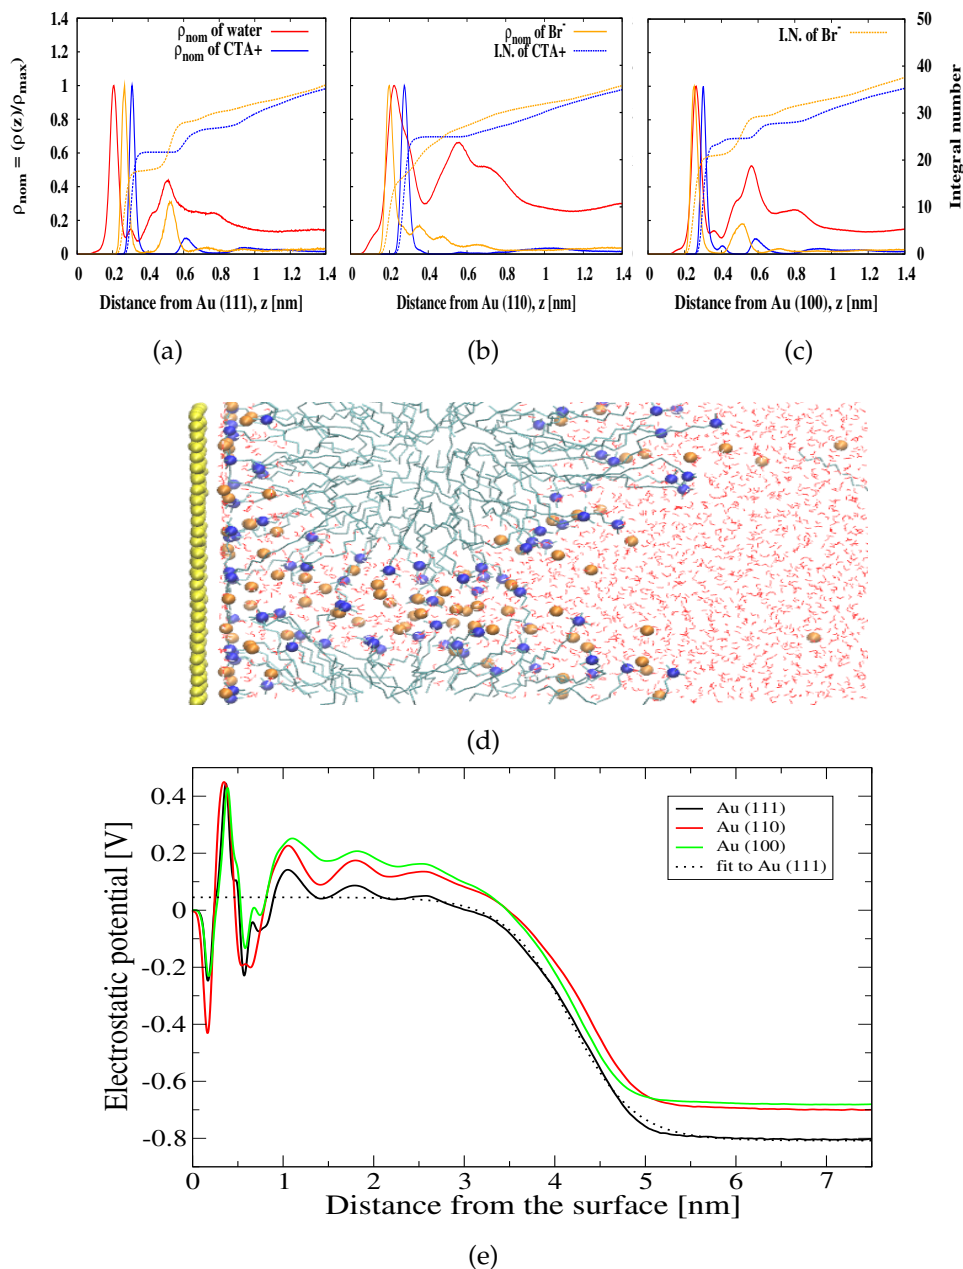 ρnom of water
ρnom of CTA+
ρnom = (ρ(z)/ρmax)
1.4
1.2
1
0.8
0.6
0.4
0.2
0
0 0.2 0.4 0.6 0.8 1 1.2 1.4
Distance from Au (111), z [nm]
(a)
ρnom of Br-
I.N. of CTA+
0 0.2 0.4 0.6 0.8 1 1.2 1.4
Distance from Au (110), z [nm]
(b)
I.N. of Br-
50
40
30
20
10
0
Integral number
0 0.2 0.4 0.6 0.8 1 1.2 1.4
Distance from Au (100), z [nm]
(c)
(d)
Electrostatic potential [V]
0.4
0.2
0
-0.2
-0.4
-0.6
-0.8
Au (111)
Au (110)
Au (100)
fit to Au (111)
0 1 2 3 4 5 6 7
Distance from the surface [nm]
(e)